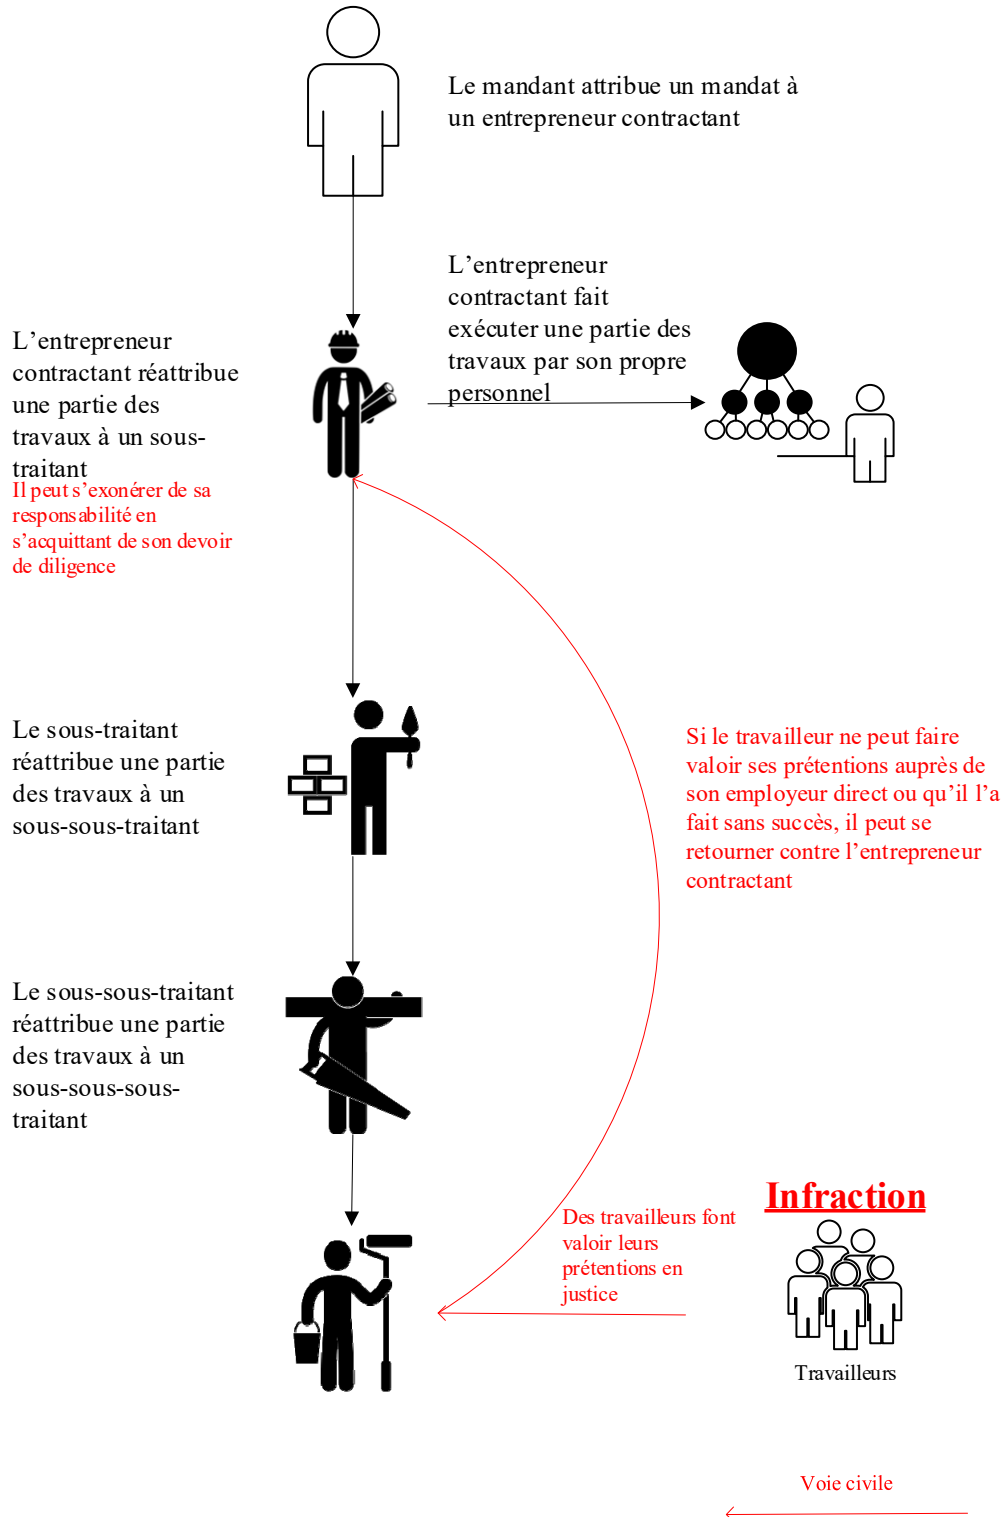 Le mandant attribue un mandat à
un entrepreneur contractant
L’entrepreneur
contractant fait
exécuter une partie des
travaux par son propre
personnel
L’entrepreneur
contractant réattribue
une partie des
travaux à un sous-
traitant
Il peut s’exonérer de sa
responsabilité en
s’acquittant de son devoir
de diligence
Le sous-traitant
réattribue une partie
des travaux à un
sous-sous-traitant
Si le travailleur ne peut faire
valoir ses prétentions auprès de
son employeur direct ou qu’il l’a
fait sans succès, il peut se
retourner contre l’entrepreneur
contractant
Le sous-sous-traitant
réattribue une partie
des travaux à un
sous-sous-sous-
traitant
Infraction
Des travailleurs font
valoir leurs
prétentions en
justice
Travailleurs
Voie civile